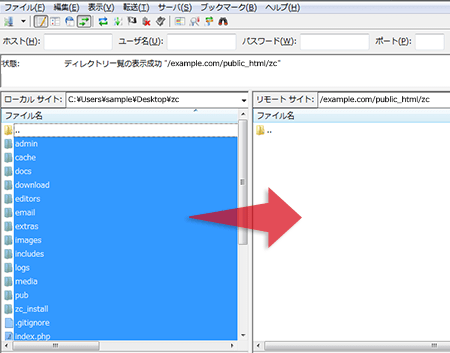 ファイル(F) 編集(E) 表示(V) 転送(T) サーバ(S) ブックマーク(B) ヘルプ(H)
ホスト(H): ユーザ名(U): パスワード(W): ポート(P):
状態: ディレクトリ一覧の表示成功 "/example.com/public_html/zc"
ローカル サイト: C:¥Users¥sample¥Desktop¥zc
ファイル名
..
admin
cache
docs
download
editors
email
extras
images
includes
logs
media
pub
zc_install
.gitignore
index.php
リモート サイト: /example.com/public_html/zc
ファイル名
..